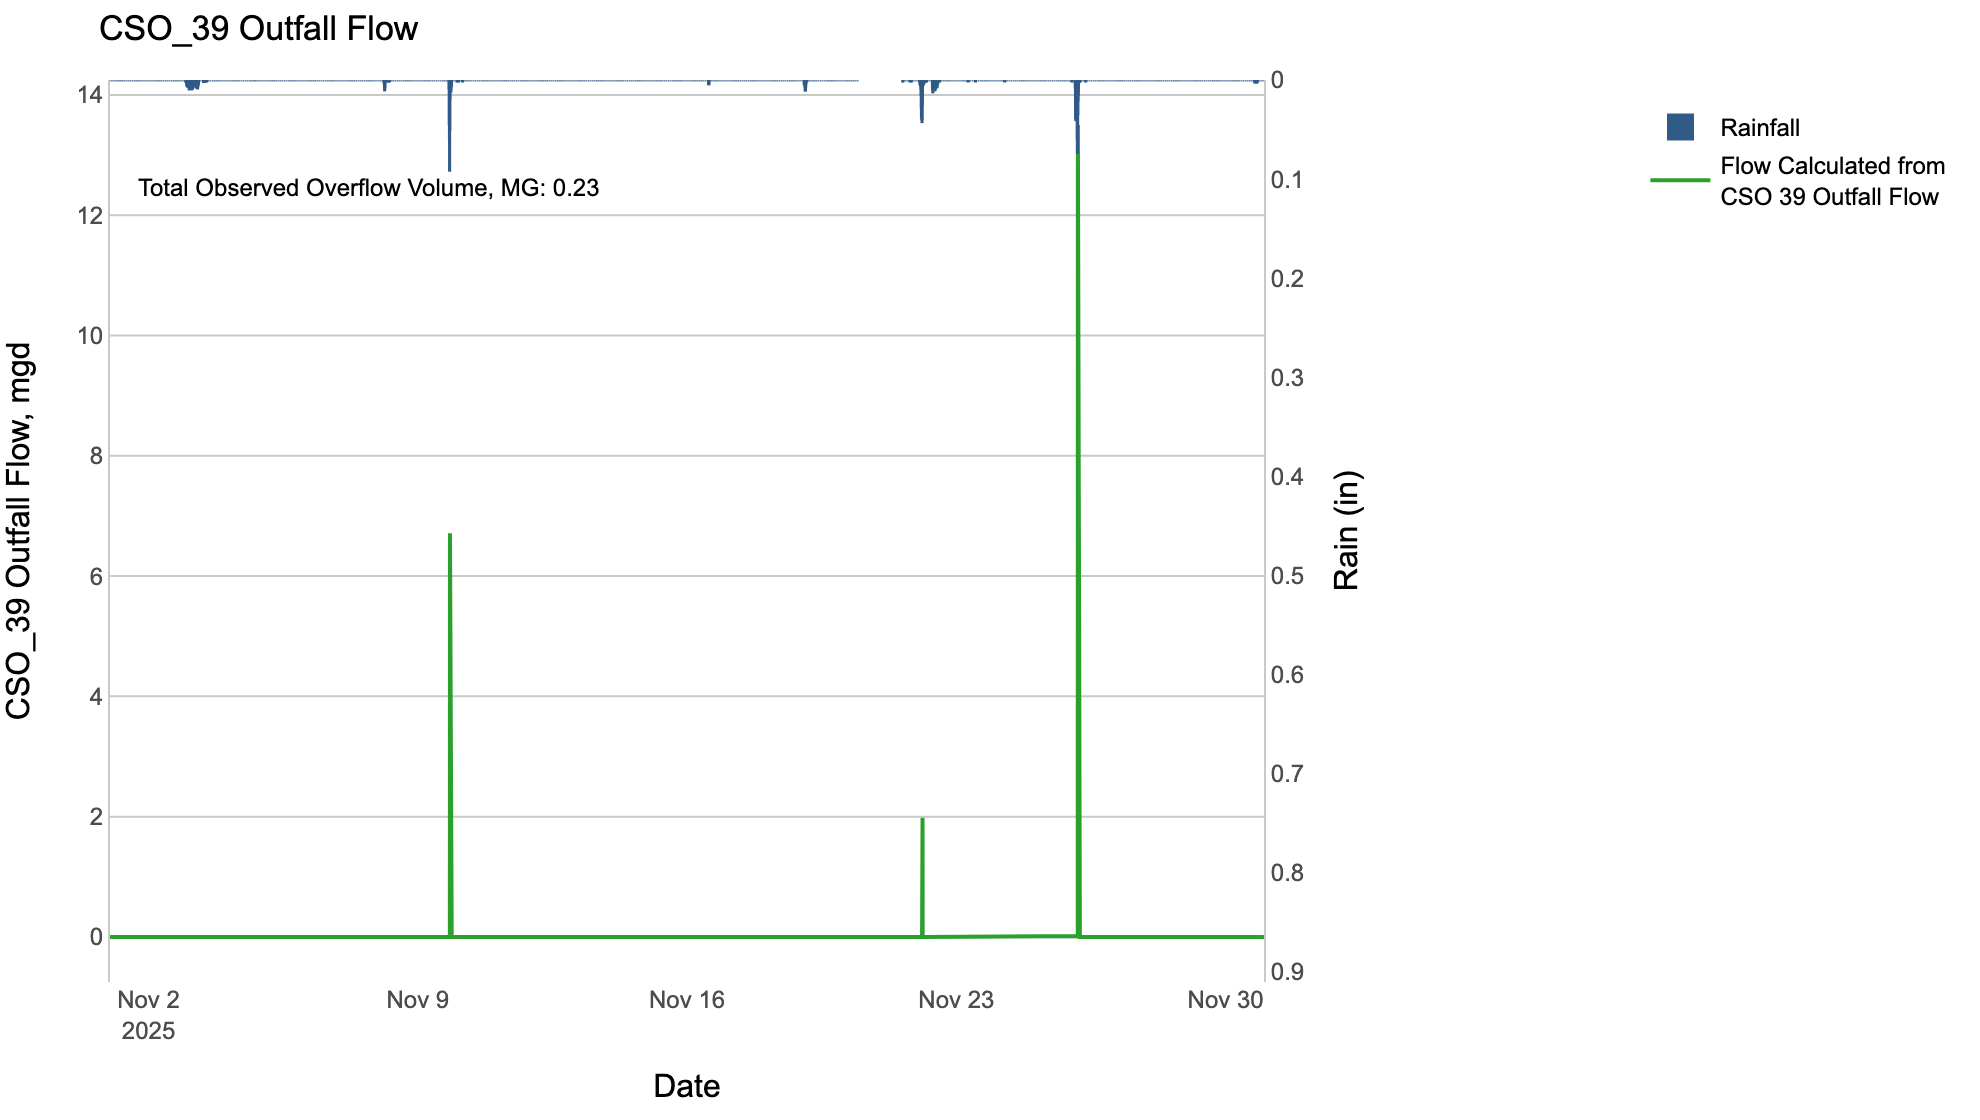 CSO_39 Outfall Flow
Total Observed Overflow Volume, MG: 0.23
CSO_39 Outfall Flow, mgd
14
12
10
8
6
4
2
0
0
0.1
0.2
0.3
0.4
0.5
0.6
0.7
0.8
0.9
Rain (in)
Nov 2
2025
Nov 9
Nov 16
Nov 23
Nov 30
Date
Rainfall
Flow Calculated from
CSO 39 Outfall Flow